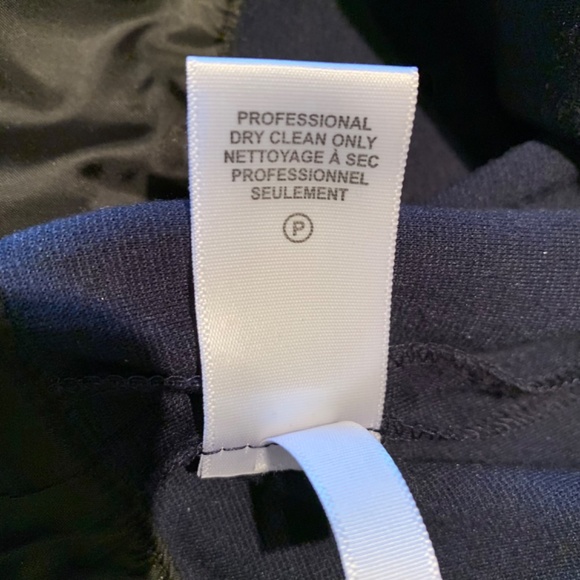 PROFESSIONAL
DRY CLEAN ONLY
NETTOYAGE À SEC
PROFESSIONNEL
SEULEMENT
P